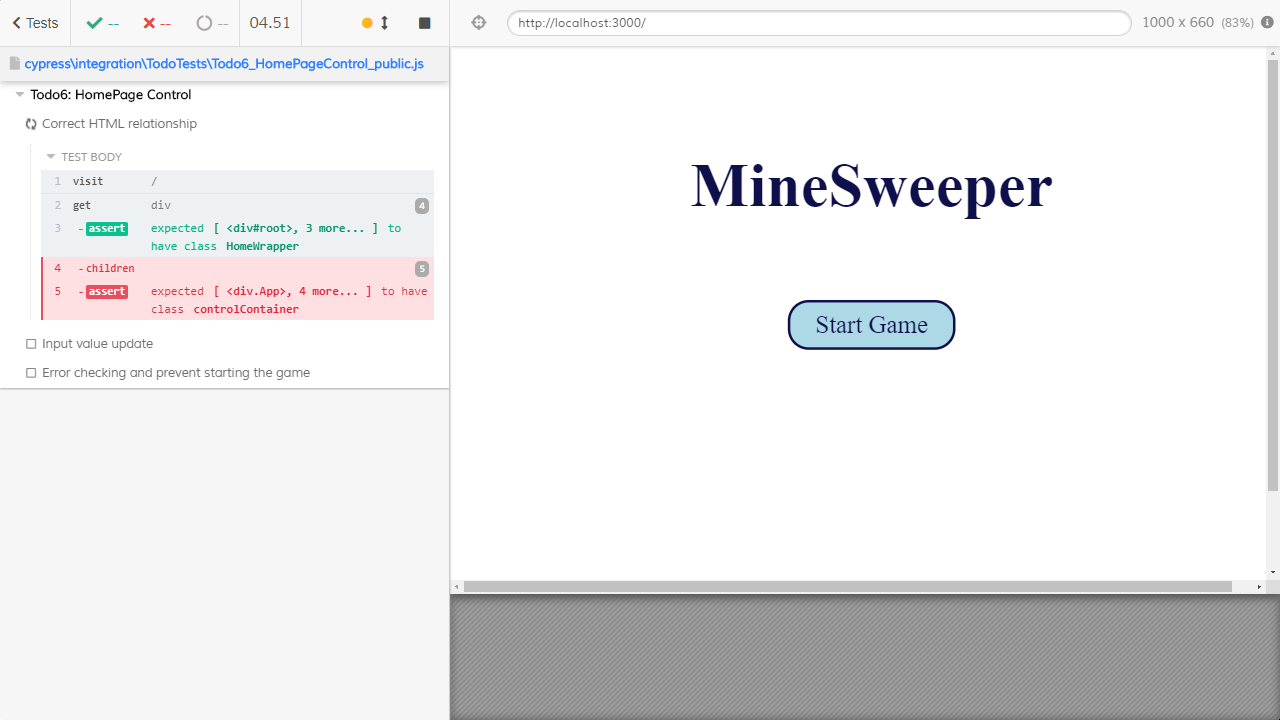 Tests -- -- -- 04.51
http://localhost:3000/ 1000 x 660 (83%)
cypress\integration\TodoTests\Todo6_HomePageControl_public.js
Todo6: HomePage Control
Correct HTML relationship
TEST BODY
1 visit /
2 get div 4
3 -assert expected [ <div#root>, 3 more... ] to
have class HomeWrapper
4 -children 5
5 -assert expected [ <div.App>, 4 more... ] to have
class controlContainer
Input value update
Error checking and prevent starting the game
MineSweeper
Start Game